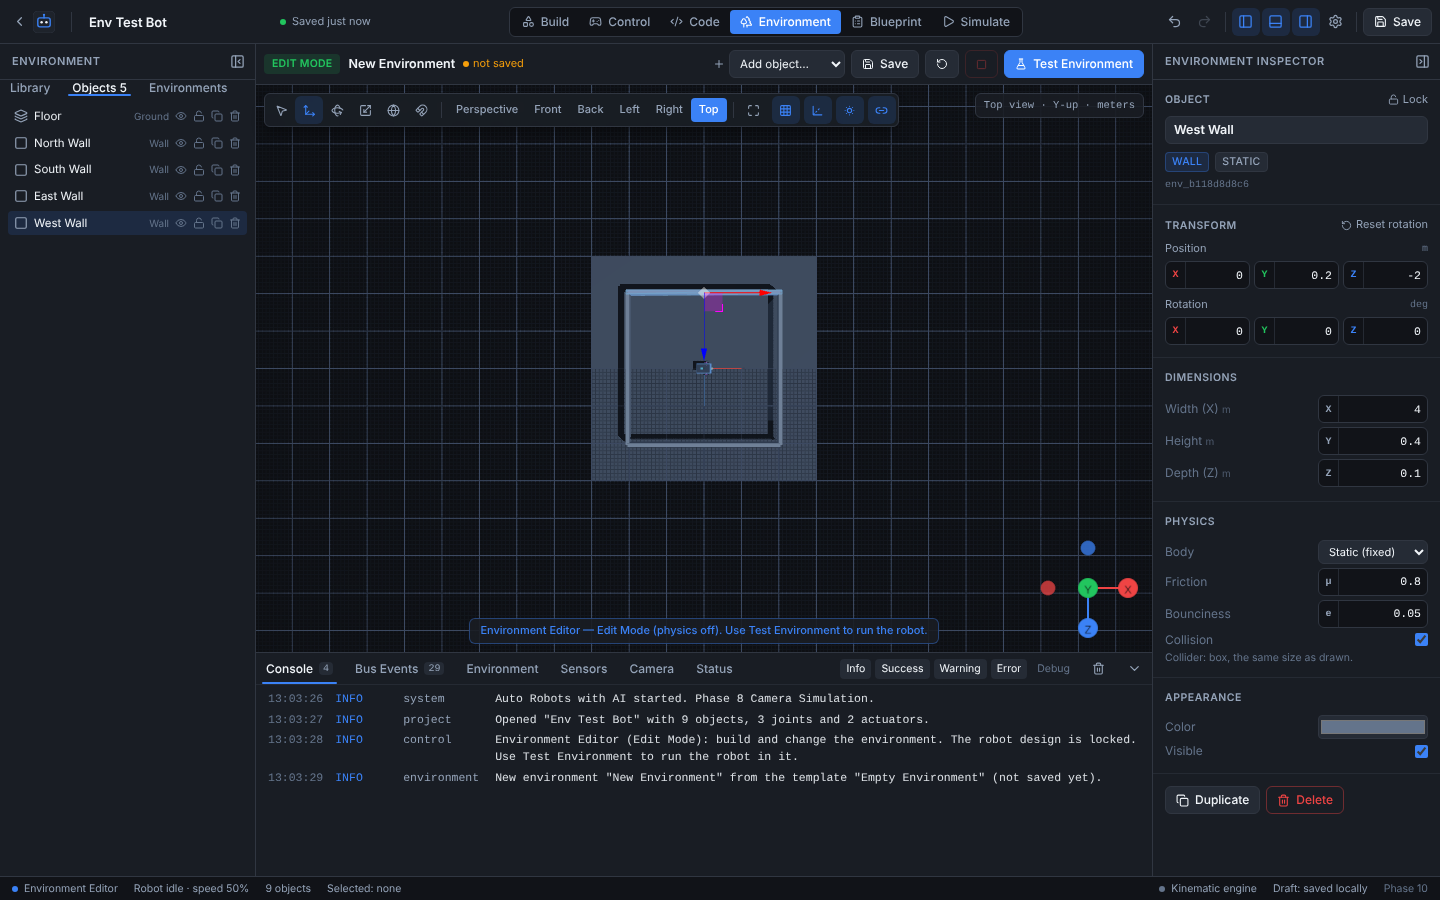 Env Test Bot
Saved just now
Build
Control
Code
Environment
Blueprint
Simulate
Save
ENVIRONMENT
Library
Objects 5
Environments
Floor Ground
North Wall Wall
South Wall Wall
East Wall Wall
West Wall Wall
EDIT MODE New Environment not saved
Add object...
Save
Test Environment
Perspective Front Back Left Right Top
Top view · Y-up · meters
Y X Z
Environment Editor — Edit Mode (physics off). Use Test Environment to run the robot.
Console 4 Bus Events 29 Environment Sensors Camera Status
Info Success Warning Error Debug
13:03:26 INFO system Auto Robots with AI started. Phase 8 Camera Simulation.
13:03:27 INFO project Opened "Env Test Bot" with 9 objects, 3 joints and 2 actuators.
13:03:28 INFO control Environment Editor (Edit Mode): build and change the environment. The robot design is locked.
Use Test Environment to run the robot in it.
13:03:29 INFO environment New environment "New Environment" from the template "Empty Environment" (not saved yet).
ENVIRONMENT INSPECTOR
OBJECT Lock
West Wall
WALL STATIC
env_b118d8d8c6
TRANSFORM Reset rotation
Position m
X 0 Y 0.2 Z -2
Rotation deg
X 0 Y 0 Z 0
DIMENSIONS
Width (X) m X 4
Height m Y 0.4
Depth (Z) m Z 0.1
PHYSICS
Body Static (fixed)
Friction μ 0.8
Bounciness e 0.05
Collision
Collider: box, the same size as drawn.
APPEARANCE
Color
Visible
Duplicate Delete
Environment Editor Robot idle · speed 50% 9 objects Selected: none
Kinematic engine Draft: saved locally Phase 10